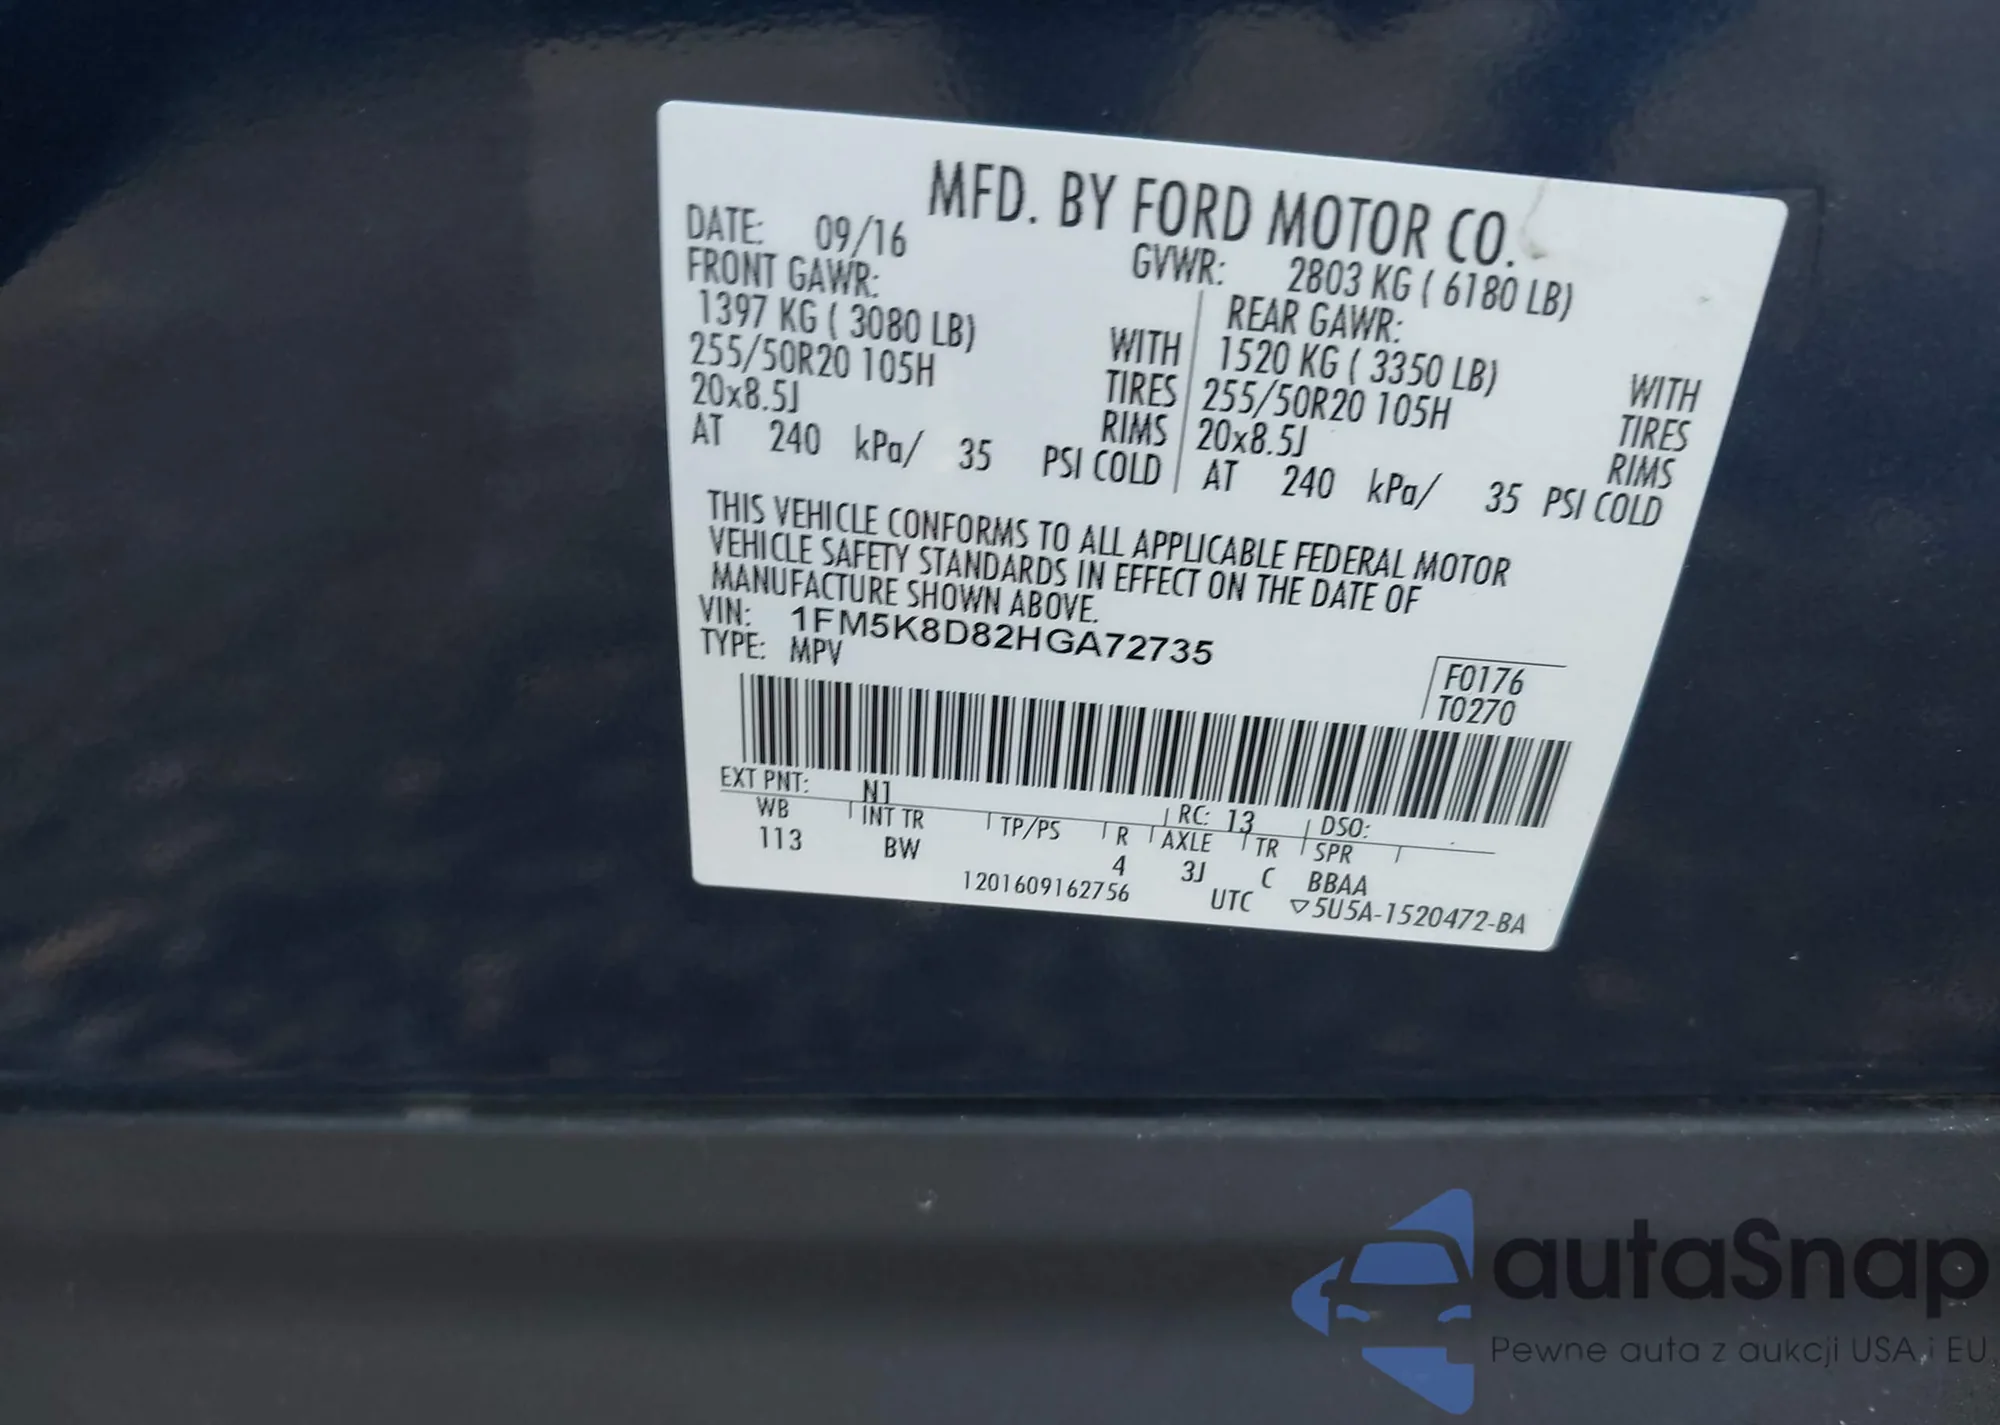 MFD. BY FORD MOTOR CO.
DATE: 09/16 GVWR: 2803 KG ( 6180 LB)
FRONT GAWR: REAR GAWR:
1397 KG ( 3080 LB) WITH 1520 KG ( 3350 LB) WITH
255/50R20 105H TIRES 255/50R20 105H TIRES
20x8.5J RIMS 20x8.5J RIMS
AT 240 kPa/ 35 PSI COLD AT 240 kPa/ 35 PSI COLD
THIS VEHICLE CONFORMS TO ALL APPLICABLE FEDERAL MOTOR
VEHICLE SAFETY STANDARDS IN EFFECT ON THE DATE OF
MANUFACTURE SHOWN ABOVE.
VIN: 1FM5K8D82HGA72735
TYPE: MPV
F0176
T0270
EXT PNT: N1 RC: 13 DSO:
WB INT TR TP/PS R AXLE TR SPR
113 BW 4 3J C BBAA
1201609162756 UTC ▽5U5A-1520472-BA
autaSnap
Pewne auta z aukcji USA i EU